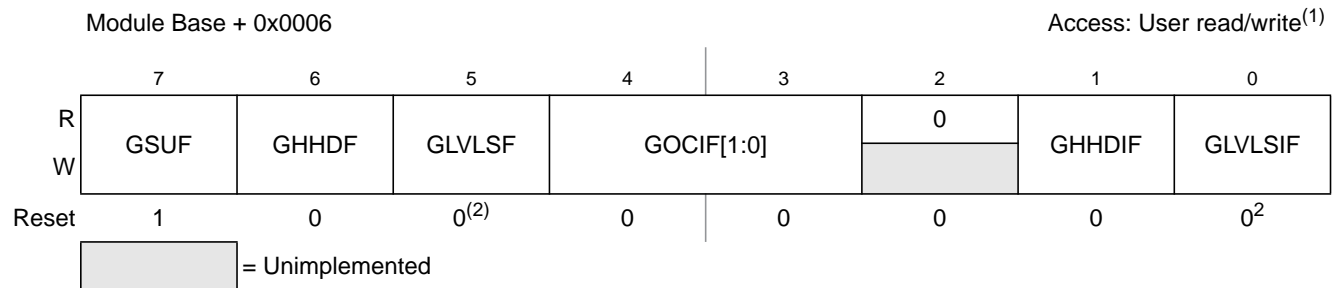 Module Base + 0x0006 Access: User read/write(1)
7 6 5 4 3 2 1 0
R GSUF GHHDF GLVLSF GOCIF[1:0] 0 GHHDIF GLVLSIF
W
Reset 1 0 0(2) 0 0 0 0 02
= Unimplemented